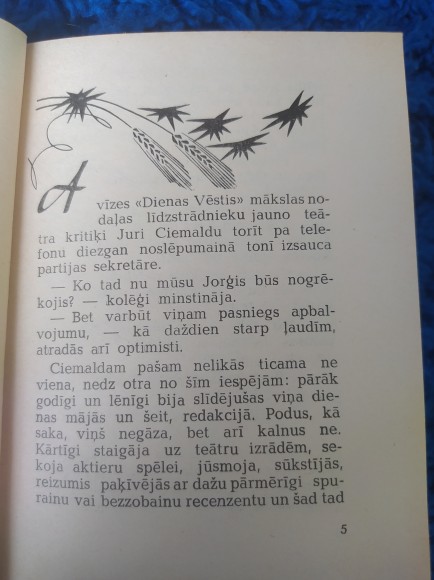 Avīzes «Dienas Vēstis» mākslas no-
daļas līdzstrādnieku jauno teā-
tra kritiķi Juri Ciemaldu torīt pa tele-
fonu diezgan noslēpumainā tonī izsauca
partijas sekretāre.
— Ko tad nu mūsu Jorģis būs nogrē-
kojis? — kolēģi minstināja.
— Bet varbūt viņam pasniegs apbal-
vojumu, — kā daždien starp ļaudīm,
atradās arī optimisti.
Ciemaldam pašam nelikās ticama ne
viena, nedz otra no šīm iespējām: pārāk
godīgi un lēnīgi bija slīdējušas viņa die-
nas mājās un šeit, redakcijā. Podus, kā
saka, viņš negāza, bet arī kalnus ne.
Kārtīgi staigāja uz teātru izrādēm, se-
koja aktieru spēlei, jūsmoja, sūkstījās,
reizumis paķīvējās ar dažu pārmērīgi spu-
rainu vai bezzobainu recenzentu un šad tad
5